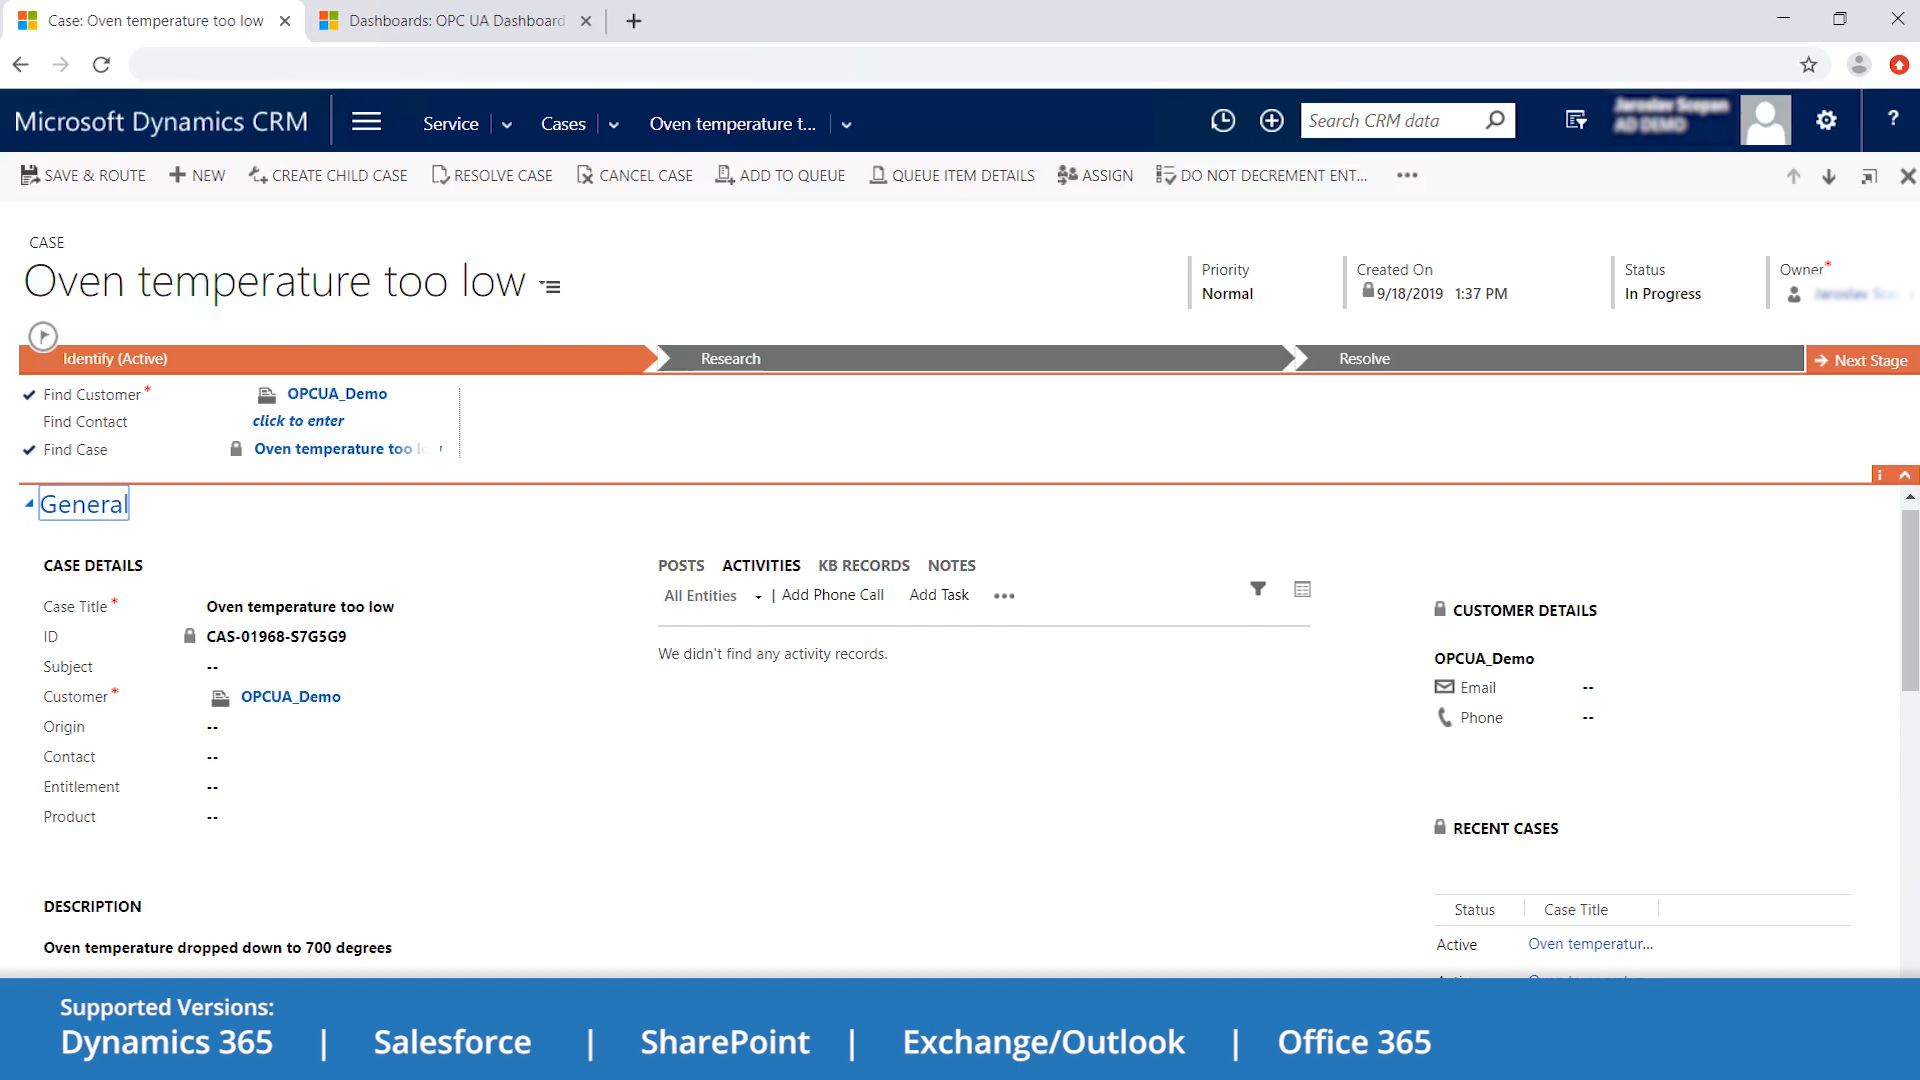 Case: Oven temperature too low
Dashboards: OPC UA Dashboard
Microsoft Dynamics CRM
Service
Cases
Oven temperature t...
Search CRM data
AD DEMO
?
SAVE & ROUTE
NEW
CREATE CHILD CASE
RESOLVE CASE
CANCEL CASE
ADD TO QUEUE
QUEUE ITEM DETAILS
ASSIGN
DO NOT DECREMENT ENT...
CASE
Oven temperature too low
Priority
Normal
Created On
9/18/2019 1:37 PM
Status
In Progress
Owner*
Identify (Active)
Research
Resolve
Next Stage
Find Customer* OPCUA_Demo
Find Contact click to enter
Find Case Oven temperature too l
General
CASE DETAILS
Case Title* Oven temperature too low
ID CAS-01968-S7G5G9
Subject --
Customer* OPCUA_Demo
Origin --
Contact --
Entitlement --
Product --
DESCRIPTION
Oven temperature dropped down to 700 degrees
POSTS ACTIVITIES KB RECORDS NOTES
All Entities | Add Phone Call Add Task
We didn't find any activity records.
CUSTOMER DETAILS
OPCUA_Demo
Email --
Phone --
RECENT CASES
Status Case Title
Active Oven temperatur...
Supported Versions:
Dynamics 365 | Salesforce | SharePoint | Exchange/Outlook | Office 365